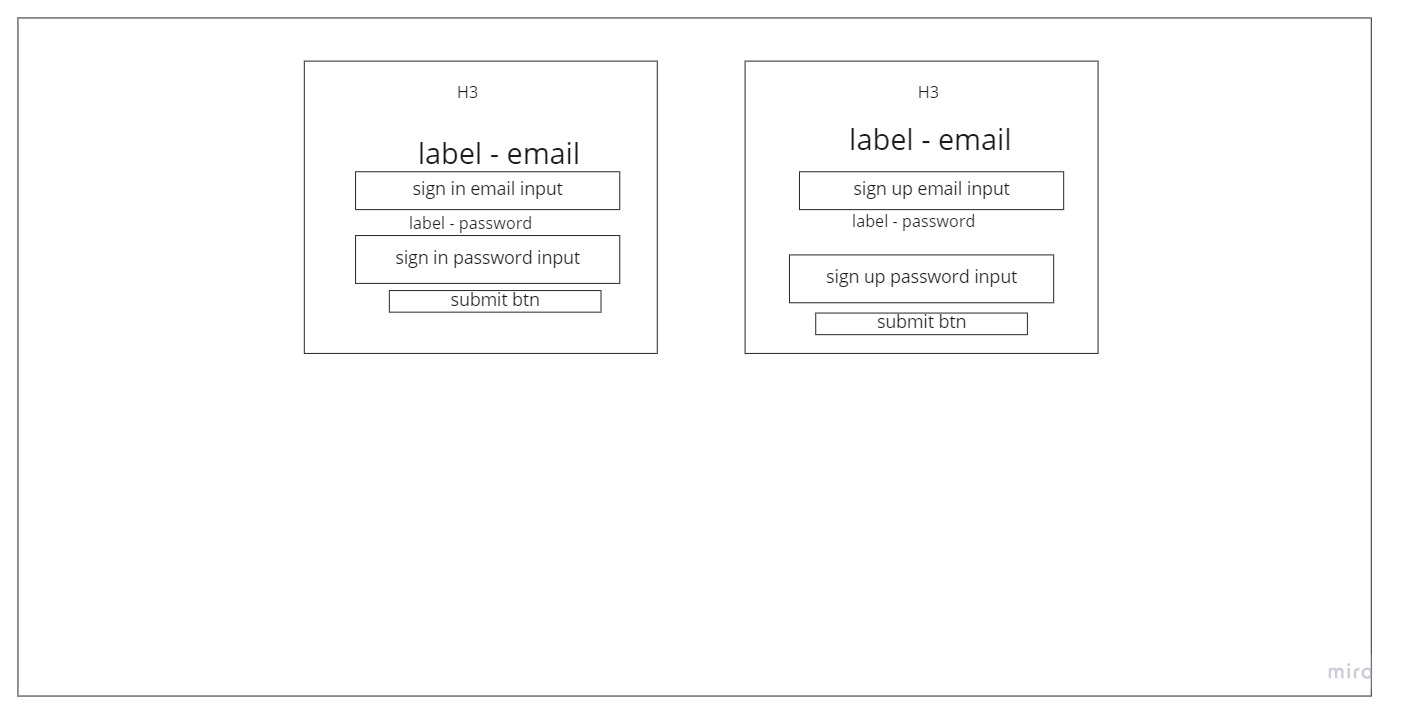 H3
label - email
sign in email input
label - password
sign in password input
submit btn
H3
label - email
sign up email input
label - password
sign up password input
submit btn
miro